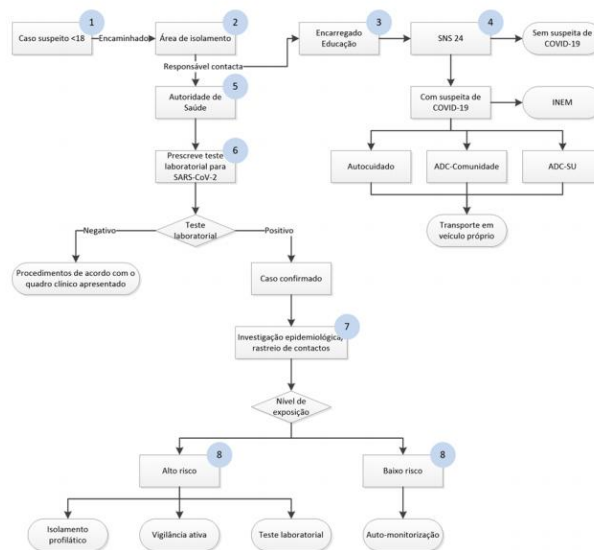 1
Caso suspeito <18
Encaminhado
2
Área de isolamento
Responsável contacta
3
Encarregado
Educação
4
SNS 24
Sem suspeita de
COVID-19
5
Autoridade de
Saúde
Com suspeita de
COVID-19
INEM
6
Prescreve teste
laboratorial para
SARS-CoV-2
Autocuidado
ADC-Comunidade
ADC-SU
Transporte em
veículo próprio
Teste
laboratorial
Negativo
Positivo
Procedimentos de acordo com o
quadro clínico apresentado
Caso confirmado
7
Investigação epidemiológica,
rastreio de contactos
Nível de
exposição
8
Alto risco
8
Baixo risco
Isolamento
profilático
Vigilância ativa
Teste laboratorial
Auto-monitorização